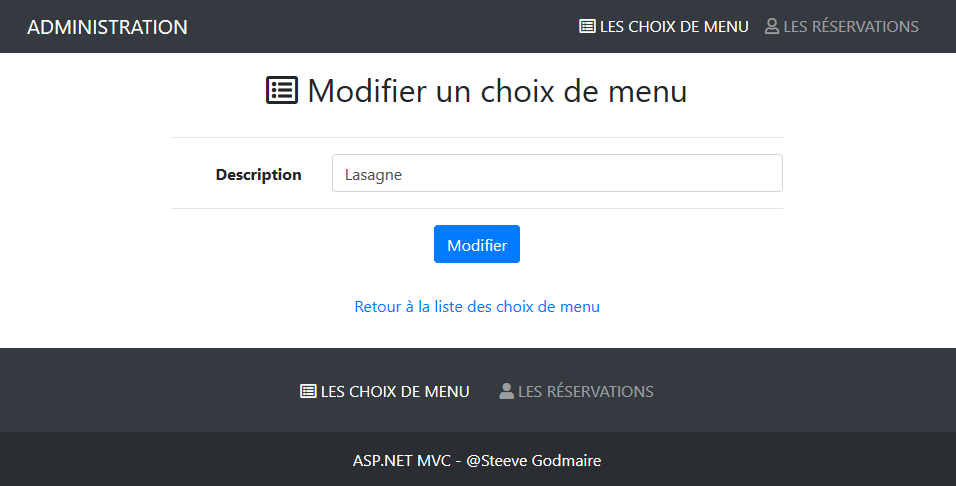 ADMINISTRATION
LES CHOIX DE MENU
LES RÉSERVATIONS
Modifier un choix de menu
Description
Lasagne
Modifier
Retour à la liste des choix de menu
LES CHOIX DE MENU
LES RÉSERVATIONS
ASP.NET MVC - @Steeve Godmaire